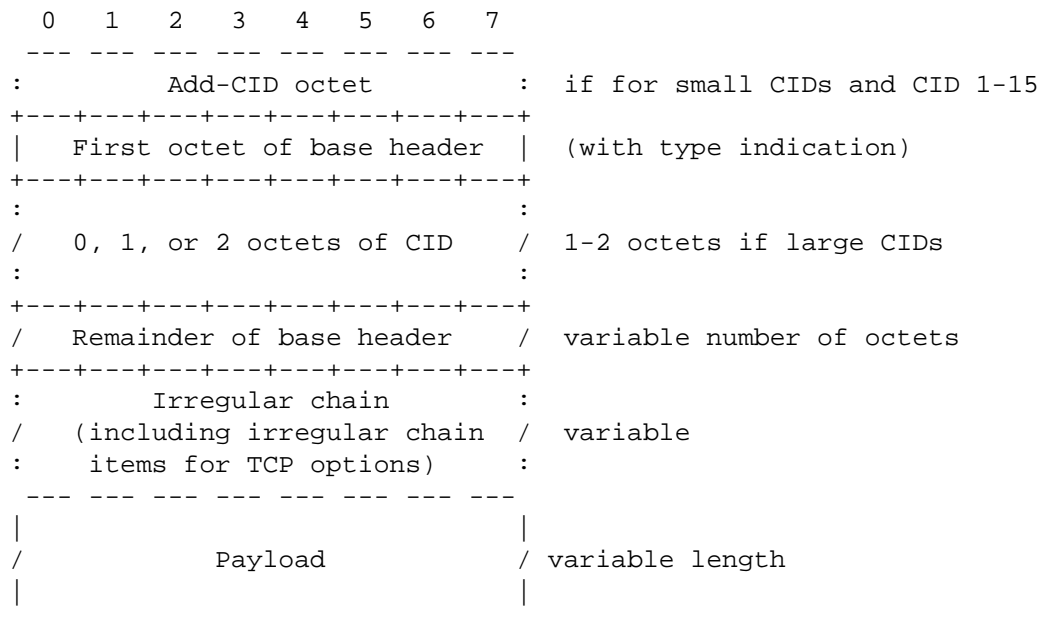 0   1   2   3   4   5   6   7
 --- --- --- --- --- --- --- ---
:         Add-CID octet         :  if for small CIDs and CID 1-15
+---+---+---+---+---+---+---+---+
|   First octet of base header  |  (with type indication)
+---+---+---+---+---+---+---+---+
:                               :
/   0, 1, or 2 octets of CID    /  1-2 octets if large CIDs
:                               :
+---+---+---+---+---+---+---+---+
/   Remainder of base header    /  variable number of octets
+---+---+---+---+---+---+---+---+
:        Irregular chain        :
/   (including irregular chain  /  variable
:    items for TCP options)     :
 --- --- --- --- --- --- --- ---
|                               |
/            Payload            / variable length
|                               |